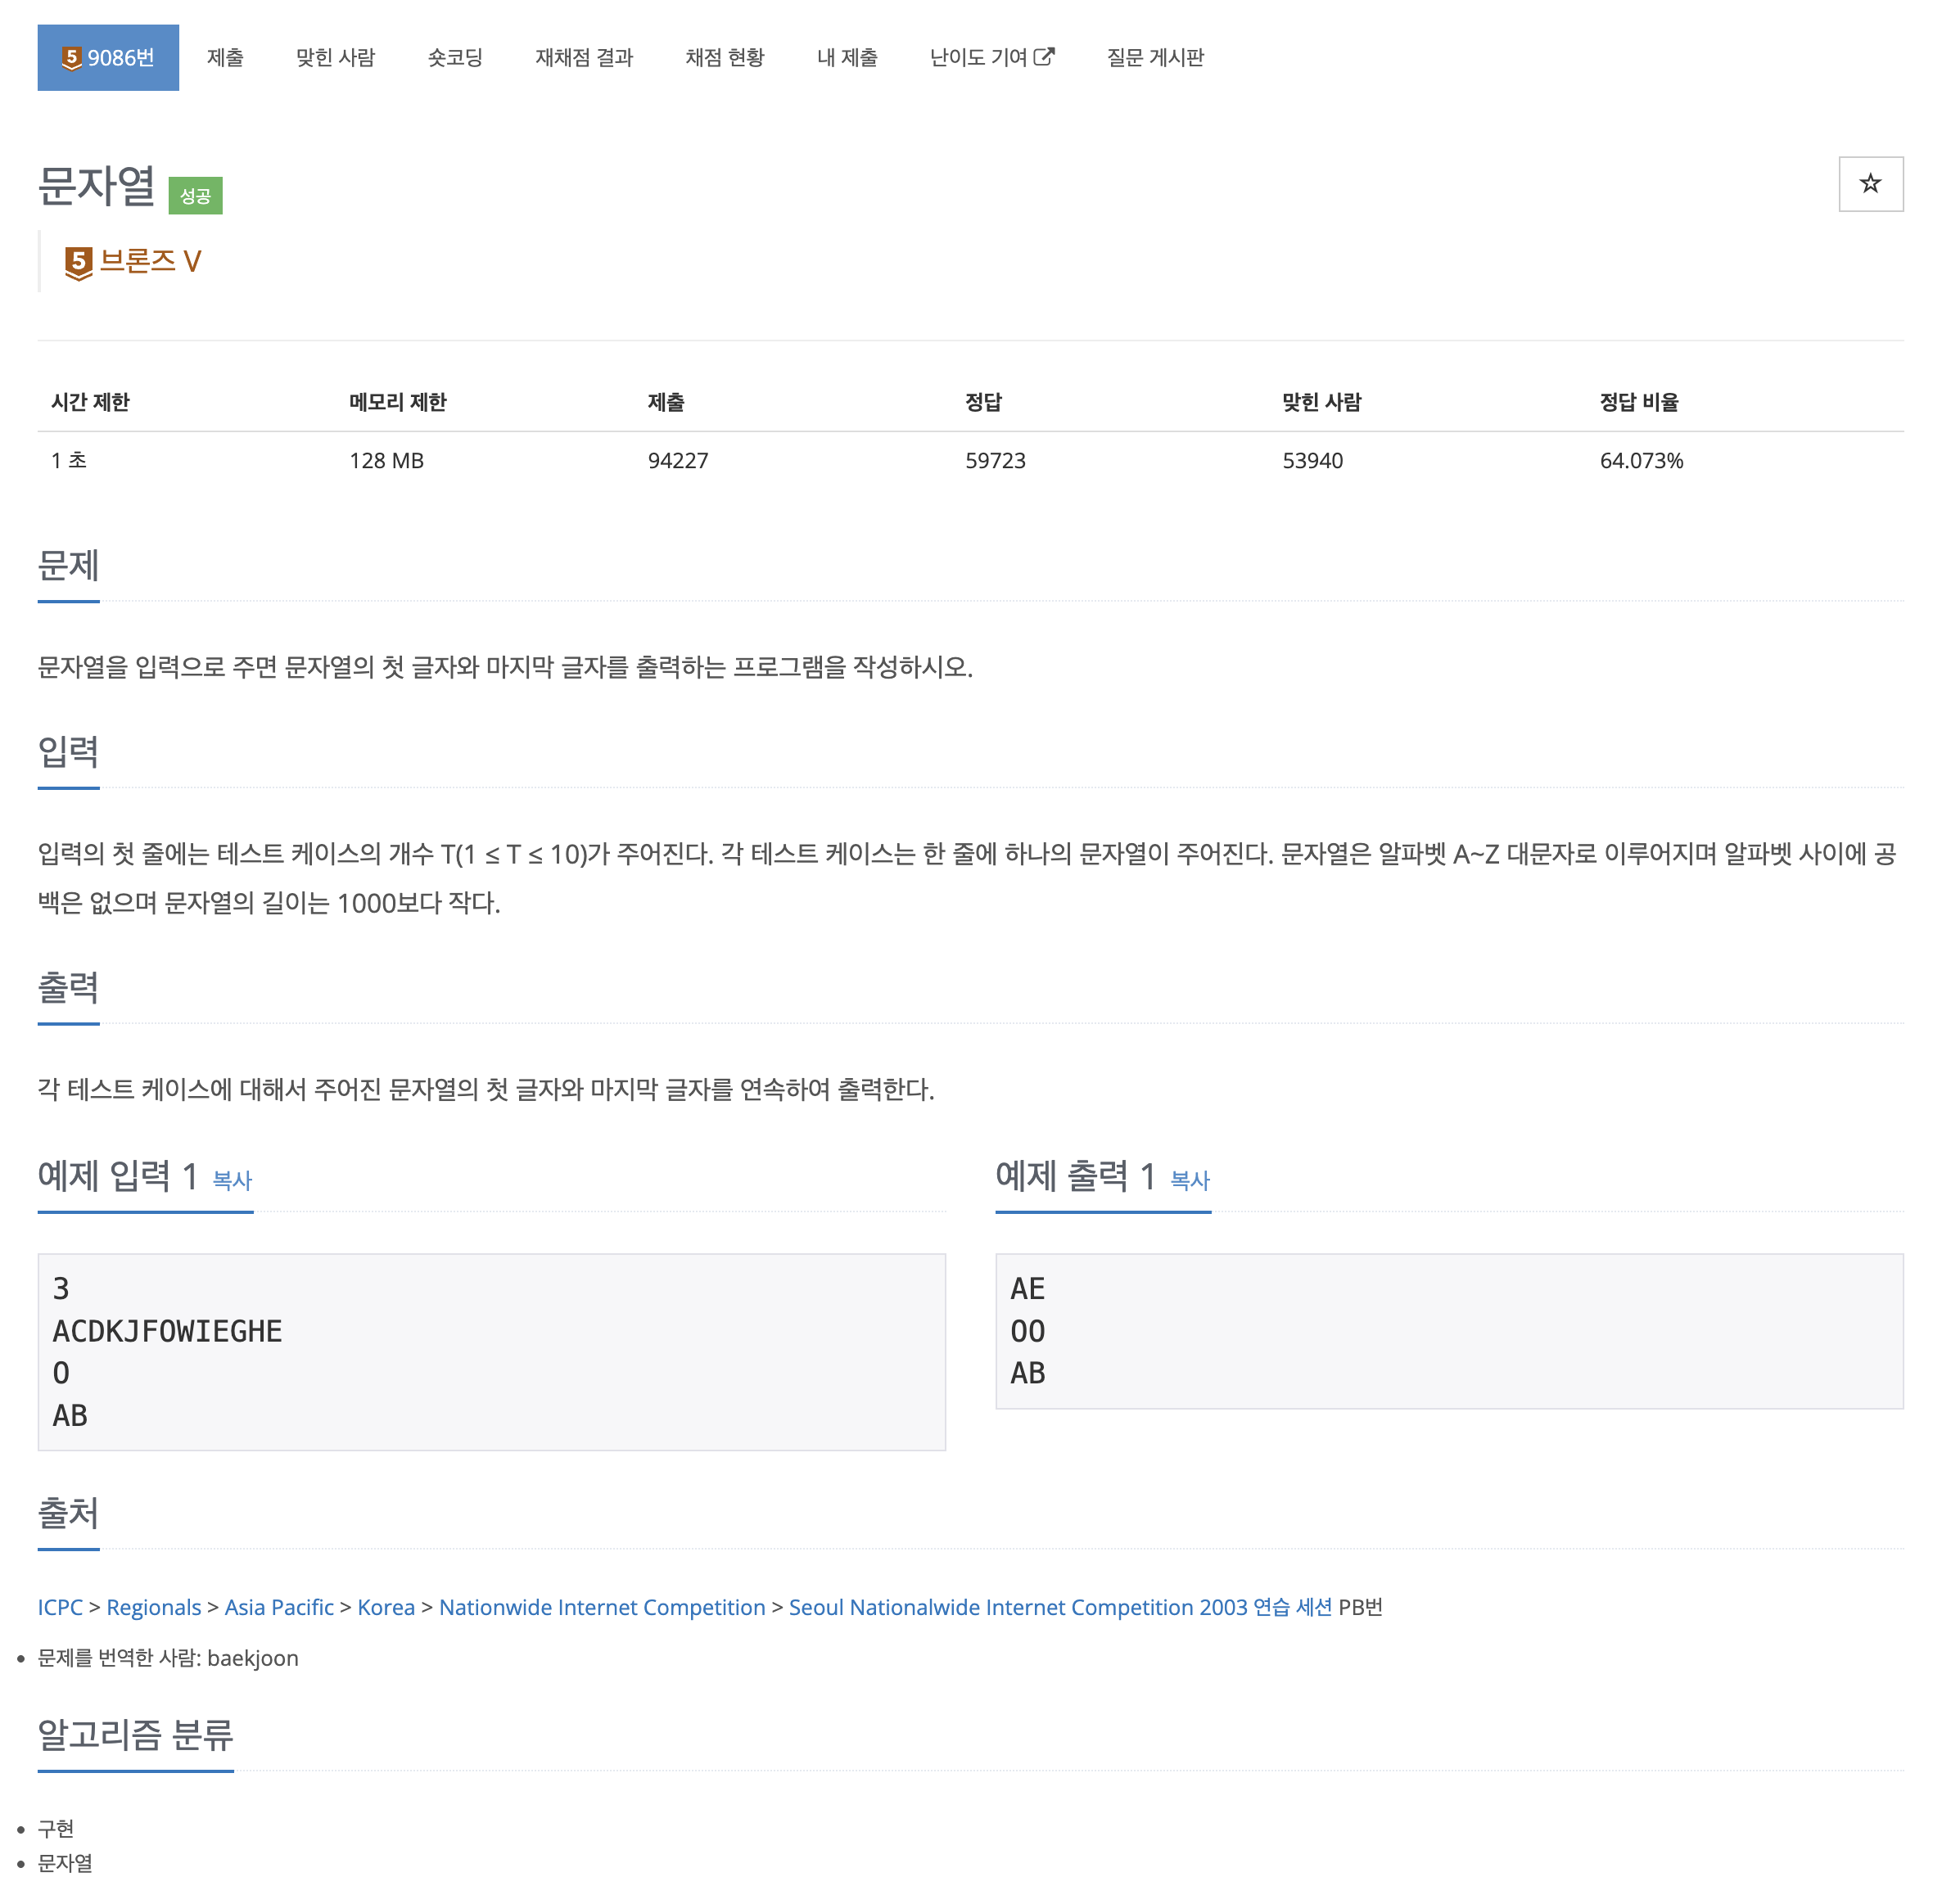 5 9086번 제출 맞힌 사람 숏코딩 재채점 결과 채점 현황 내 제출 난이도 기여 질문 게시판
문자열 성공
5 브론즈 V
시간 제한 메모리 제한 제출 정답 맞힌 사람 정답 비율
1 초 128 MB 94227 59723 53940 64.073%
문제
문자열을 입력으로 주면 문자열의 첫 글자와 마지막 글자를 출력하는 프로그램을 작성하시오.
입력
입력의 첫 줄에는 테스트 케이스의 개수 T(1 ≤ T ≤ 10)가 주어진다. 각 테스트 케이스는 한 줄에 하나의 문자열이 주어진다. 문자열은 알파벳 A~Z 대문자로 이루어지며 알파벳 사이에 공
백은 없으며 문자열의 길이는 1000보다 작다.
출력
각 테스트 케이스에 대해서 주어진 문자열의 첫 글자와 마지막 글자를 연속하여 출력한다.
예제 입력 1 복사
3
ACDKJFOWIEGHE
O
AB
예제 출력 1 복사
AE
OO
AB
출처
ICPC > Regionals > Asia Pacific > Korea > Nationwide Internet Competition > Seoul Nationalwide Internet Competition 2003 연습 세션 PB번
• 문제를 번역한 사람: baekjoon
알고리즘 분류
• 구현
• 문자열